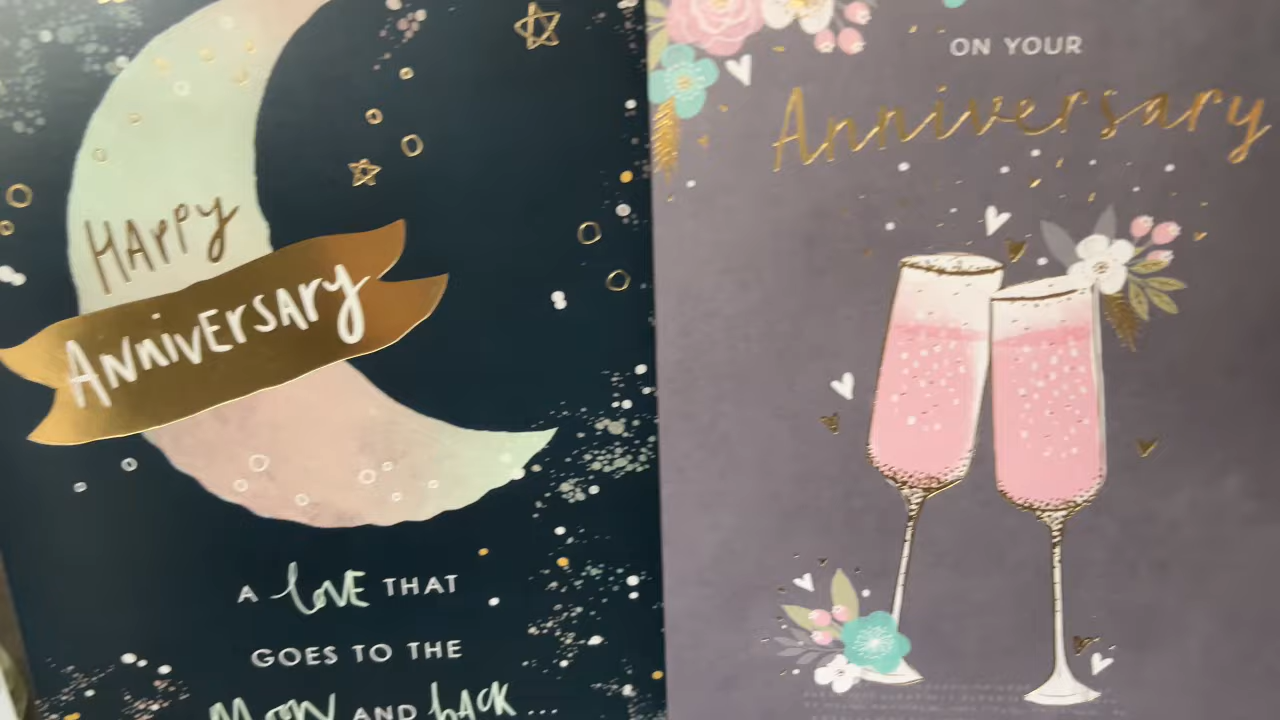 HAPPY
ANNIVERSARY
A LOVE THAT
GOES TO THE
MOON AND bACK...
ON YOUR
Anniversary